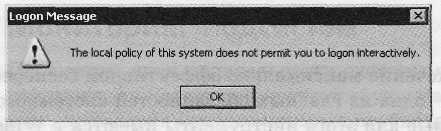 Logon Message
The local policy of this system does not permit you to logon interactively.
OK